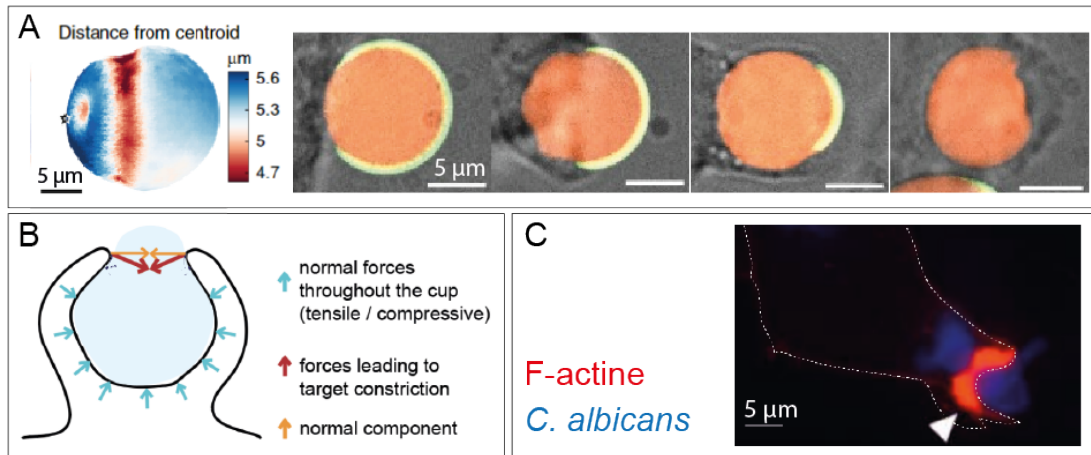 A
Distance from centroid
μm
5.6
5.3
5
4.7
5 μm
5 μm
B
normal forces
throughout the cup
(tensile / compressive)
forces leading to
target constriction
normal component
C
F-actine
C. albicans
5 μm